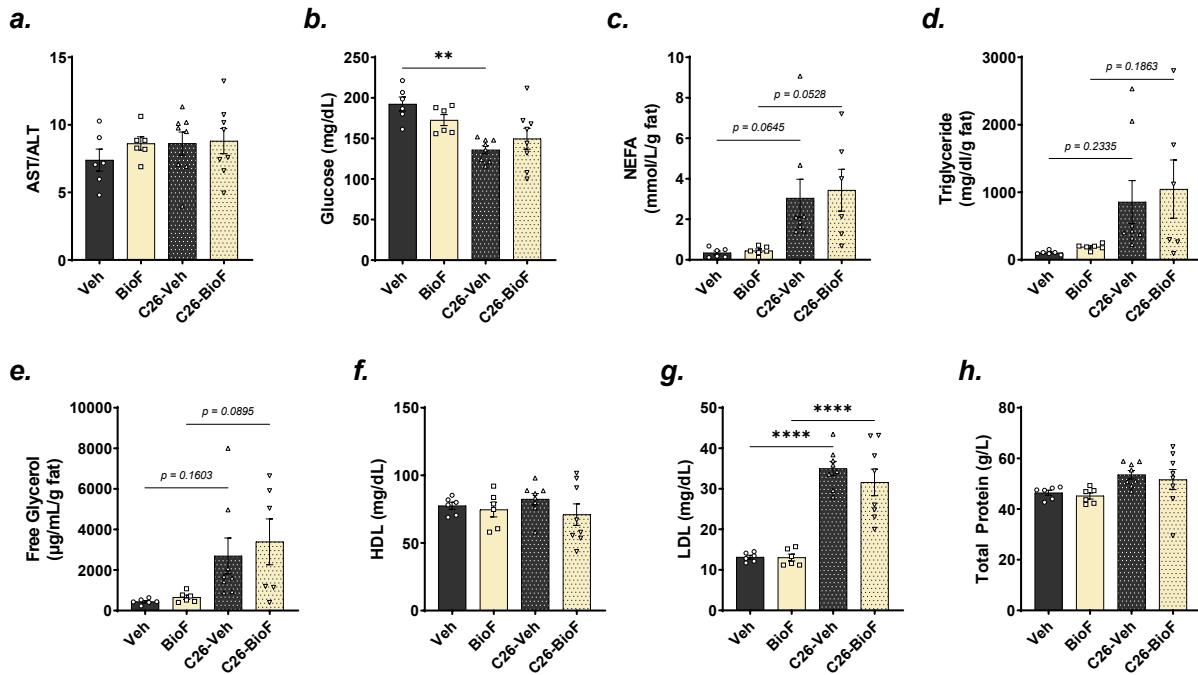 a.
AST/ALT
15
10
5
0
Veh
BioF
C26-Veh
C26-BioF
b.
Glucose (mg/dL)
250
200
150
100
50
0
**
Veh
BioF
C26-Veh
C26-BioF
c.
NEFA
(mmol/L/g fat)
10
8
6
4
2
0
p = 0.0528
p = 0.0645
Veh
BioF
C26-Veh
C26-BioF
d.
Triglyceride
(mg/dl/g fat)
3000
2000
1000
0
p = 0.1863
p = 0.2335
Veh
BioF
C26-Veh
C26-BioF
e.
Free Glycerol
(µg/mL/g fat)
10000
8000
6000
4000
2000
0
p = 0.0895
p = 0.1603
Veh
BioF
C26-Veh
C26-BioF
f.
HDL (mg/dL)
150
100
50
0
Veh
BioF
C26-Veh
C26-BioF
g.
LDL (mg/dL)
50
40
30
20
10
0
****
****
Veh
BioF
C26-Veh
C26-BioF
h.
Total Protein (g/L)
80
60
40
20
0
Veh
BioF
C26-Veh
C26-BioF